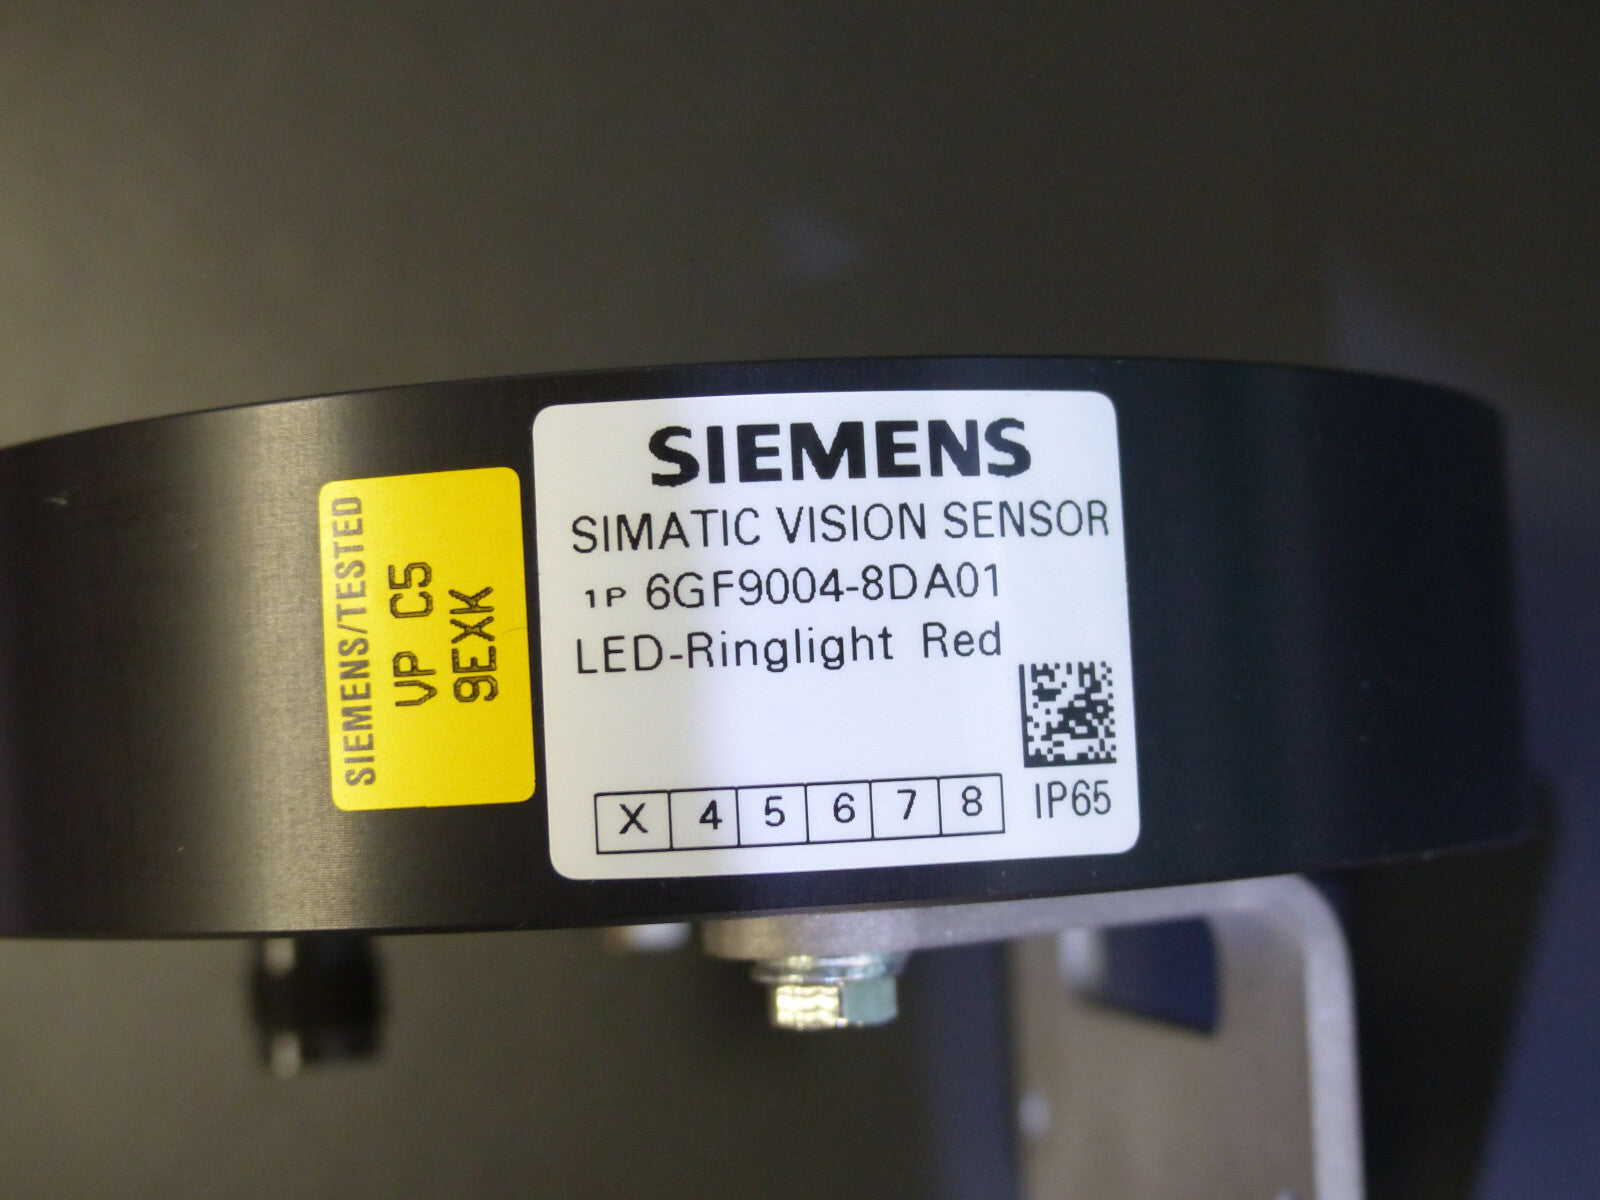 SIEMENS/TESTED
VP C5
9EXK
SIEMENS
SIMATIC VISION SENSOR
1P 6GF9004-8DA01
LED-Ringlight Red
X 4 5 6 7 8
IP65